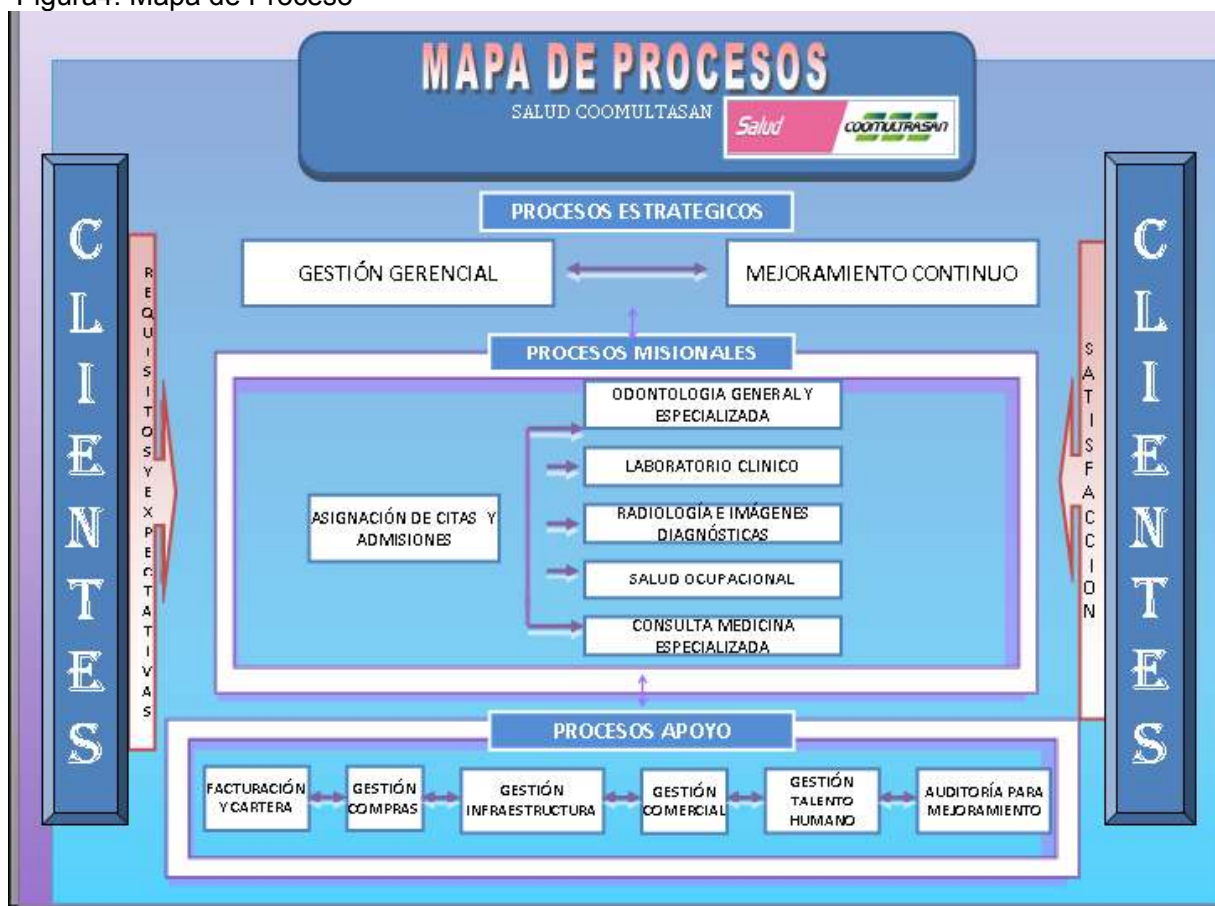 Figura4. Mapa de Proceso
MAPA DE PROCESOS
SALUD COOMULTASAN
Salud
COOMULTRASAN
CLIENTES
REQUISITOS Y EXPECTATIVAS
PROCESOS ESTRATEGICOS
GESTIÓN GERENCIAL
MEJORAMIENTO CONTINUO
PROCESOS MISIONALES
ASIGNACIÓN DE CITAS Y
ADMISIONES
ODONTOLOGIA GENERAL Y
ESPECIALIZADA
LABORATORIO CLINICO
RADIOLOGÍA E IMÁGENES
DIAGNÓSTICAS
SALUD OCUPACIONAL
CONSULTA MEDICINA
ESPECIALIZADA
PROCESOS APOYO
FACTURACIÓN
Y CARTERA
GESTIÓN
COMPRAS
GESTIÓN
INFRAESTRUCTURA
GESTIÓN
COMERCIAL
GESTIÓN
TALENTO
HUMANO
AUDITORÍA PARA
MEJORAMIENTO
SATISFACCION
CLIENTES